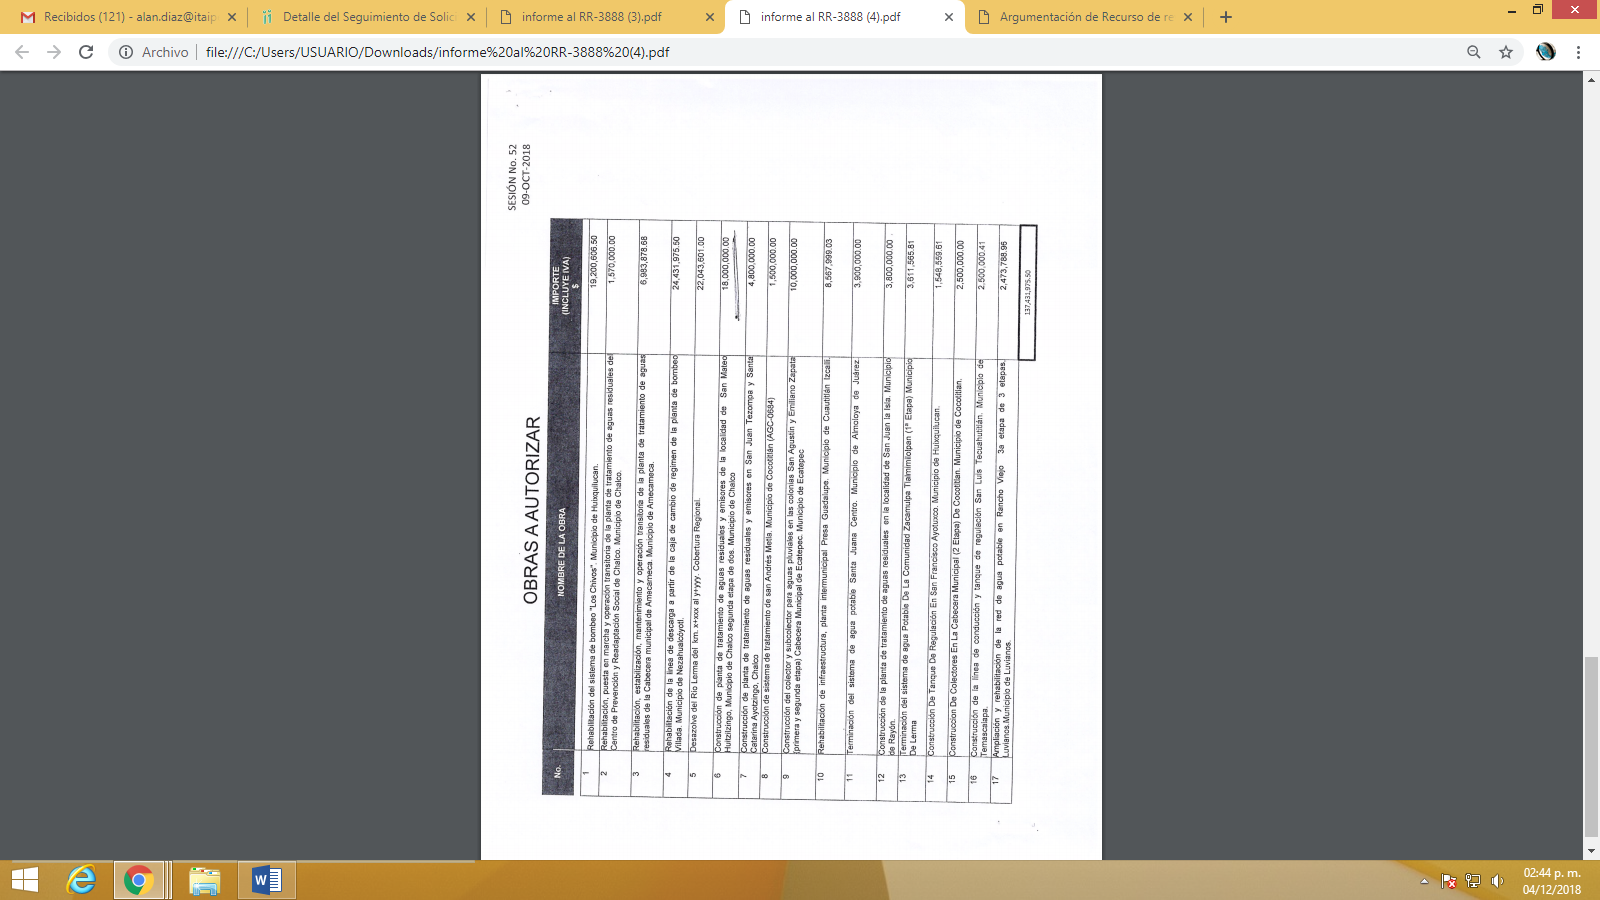 Recibidos (121) - alan.diaz@itaip
Detalle del Seguimiento de Solic
informe al RR-3888 (3).pdf
informe al RR-3888 (4).pdf
Argumentación de Recurso de re
Archivo
file:///C:/Users/USUARIO/Downloads/informe%20al%20RR-3888%20(4).pdf
SESIÓN No. 52
09-OCT-2018
OBRAS A AUTORIZAR
No. NOMBRE DE LA OBRA IMPORTE (INCLUYE IVA) $
1 Rehabilitación del sistema de bombeo "Los Chivos". Municipio de Huixquilucan. 19,200,606.50
2 Rehabilitación, puesta en marcha y operación transitoria de la planta de tratamiento de aguas residuales del
Centro de Prevención y Readaptación Social de Chalco. Municipio de Chalco. 1,570,000.00
3 Rehabilitación, estabilización, mantenimiento y operación transitoria de la planta de tratamiento de aguas
residuales de la Cabecera municipal de Amecameca. Municipio de Amecameca. 6,983,878.68
4 Rehabilitación de la línea de descarga a partir de la caja de cambio de regimen de la planta de bombeo
Villada. Municipio de Nezahualcóyotl. 24,431,975.50
5 Desazolve del Río Lerma del km. x+xxx al y+yyy. Cobertura Regional. 22,043,601.00
6 Construcción de planta de tratamiento de aguas residuales y emisores de la localidad de San Mateo
Huitzilzingo, Municipio de Chalco segunda etapa de dos. Municipio de Chalco 18,000,000.00
7 Construcción de planta de tratamiento de aguas residuales y emisores en San Juan Tezompa y Santa
Catarina Ayotzingo, Chalco 4,800,000.00
8 Construcción de sistema de tratamiento de san Andrés Metla. Municipio de Cocotitlán (AGC-0684) 1,500,000.00
9 Construcción del colector y subcolector para aguas pluviales en las colonias San Agustín y Emiliano Zapata
(primera y segunda etapa) Cabecera Municipal de Ecatepec. Municipio de Ecatepec 10,000,000.00
10 Rehabilitación de infraestructura, planta intermunicipal Presa Guadalupe. Municipio de Cuautitlán Izcalli. 8,567,999.03
11 Terminación del sistema de agua potable Santa Juana Centro. Municipio de Almoloya de Juárez. 3,900,000.00
12 Construcción de la planta de tratamiento de aguas residuales en la localidad de San Juan la Isla. Municipio
de Rayón. 3,800,000.00
13 Terminación del sistema de agua Potable De La Comunidad Zacamulpa Tlalmimilolpan (1ª Etapa) Municipio
De Lerma 3,611,565.81
14 Construcción De Tanque De Regulación En San Francisco Ayotuxco. Municipio de Huixquilucan. 1,548,559.61
15 Construccion De Colectores En La Cabecera Municipal (2 Etapa) De Cocotitlan. Municipio de Cocotitlan. 2,500,000.00
16 Construcción de la línea de conducción y tanque de regulación San Luis Tecuahutitlán. Municipio de
Temascalapa. 2,500,000.41
17 Ampliación y rehabilitación de la red de agua potable en Rancho Viejo 3a etapa de 3 etapas.
Luvianos.Municipio de Luvianos. 2,473,788.96
137,431,975.50
02:44 p. m.
04/12/2018